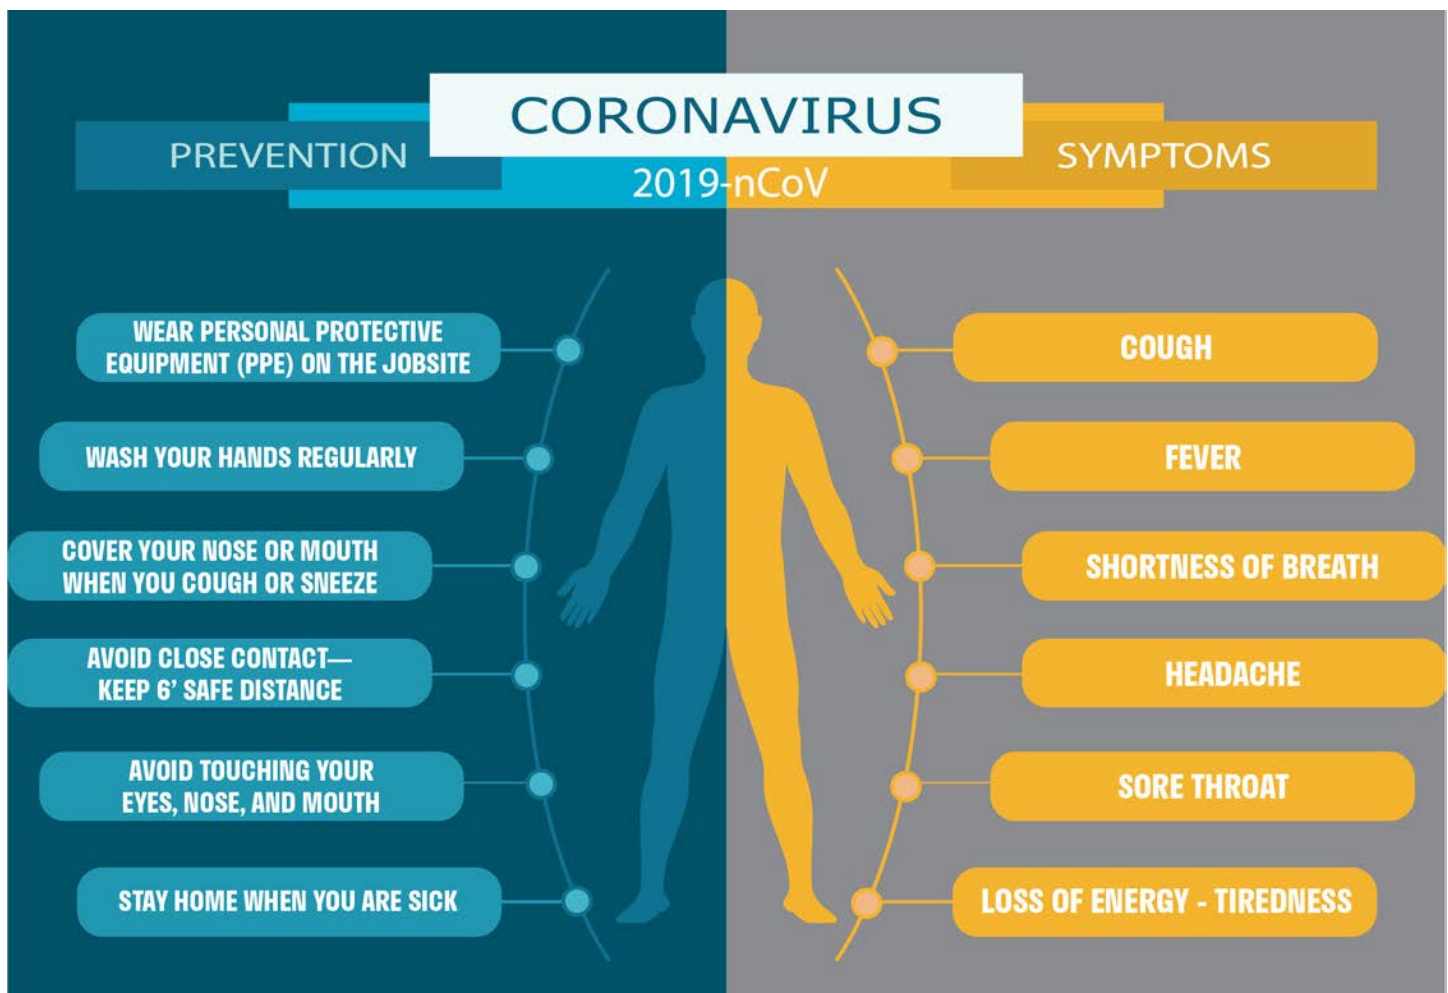 CORONAVIRUS
2019-nCoV
PREVENTION
WEAR PERSONAL PROTECTIVE
EQUIPMENT (PPE) ON THE JOBSITE
WASH YOUR HANDS REGULARLY
COVER YOUR NOSE OR MOUTH
WHEN YOU COUGH OR SNEEZE
AVOID CLOSE CONTACT—
KEEP 6’ SAFE DISTANCE
AVOID TOUCHING YOUR
EYES, NOSE, AND MOUTH
STAY HOME WHEN YOU ARE SICK
SYMPTOMS
COUGH
FEVER
SHORTNESS OF BREATH
HEADACHE
SORE THROAT
LOSS OF ENERGY - TIREDNESS